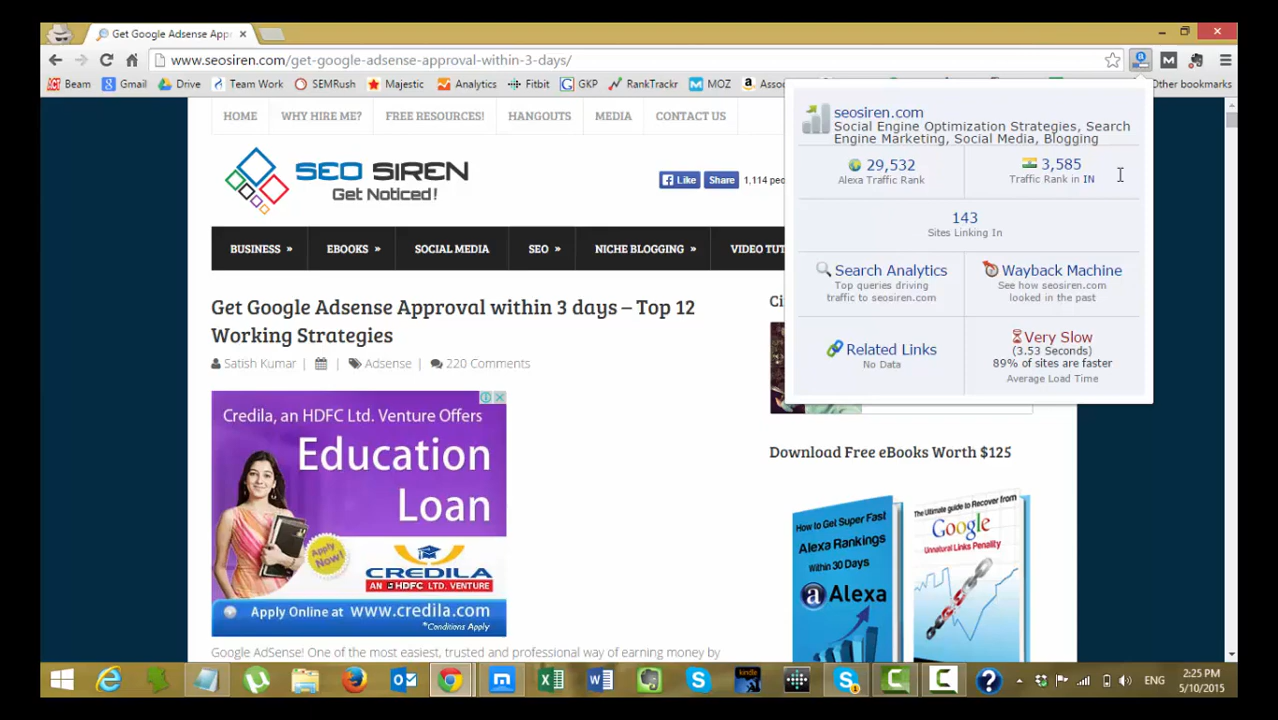 Get Google Adsense App
www.seosiren.com/get-google-adsense-approval-within-3-days/
Beam Gmail Drive Team Work SEMRush Majestic Analytics Fitbit GKP RankTrackr MOZ Other bookmarks
HOME WHY HIRE ME? FREE RESOURCES! HANGOUTS MEDIA CONTACT US
SEO SIREN
Get Noticed!
Like Share 1,114 peo
BUSINESS » EBOOKS » SOCIAL MEDIA SEO » NICHE BLOGGING » VIDEO TUT
seosiren.com
Social Engine Optimization Strategies, Search
Engine Marketing, Social Media, Blogging
29,532
Alexa Traffic Rank
3,585
Traffic Rank in IN
143
Sites Linking In
Search Analytics
Top queries driving
traffic to seosiren.com
Wayback Machine
See how seosiren.com
looked in the past
Related Links
No Data
Very Slow
(3.53 Seconds)
89% of sites are faster
Average Load Time
Get Google Adsense Approval within 3 days – Top 12
Working Strategies
Satish Kumar Adsense 220 Comments
Credila, an HDFC Ltd. Venture Offers
Education
Loan
Apply
Now!
CREDILA
AN HDFC LTD. VENTURE
Apply Online at www.credila.com
*Conditions Apply
Google AdSense! One of the most easiest, trusted and professional way of earning money by
Download Free eBooks Worth $125
How to Get Super Fast
Alexa Rankings
Within 30 Days
a Alexa
The Ultimate guide to Recover from
Google
Unnatural Links Penalty
kindle
ENG
2:25 PM
5/10/2015